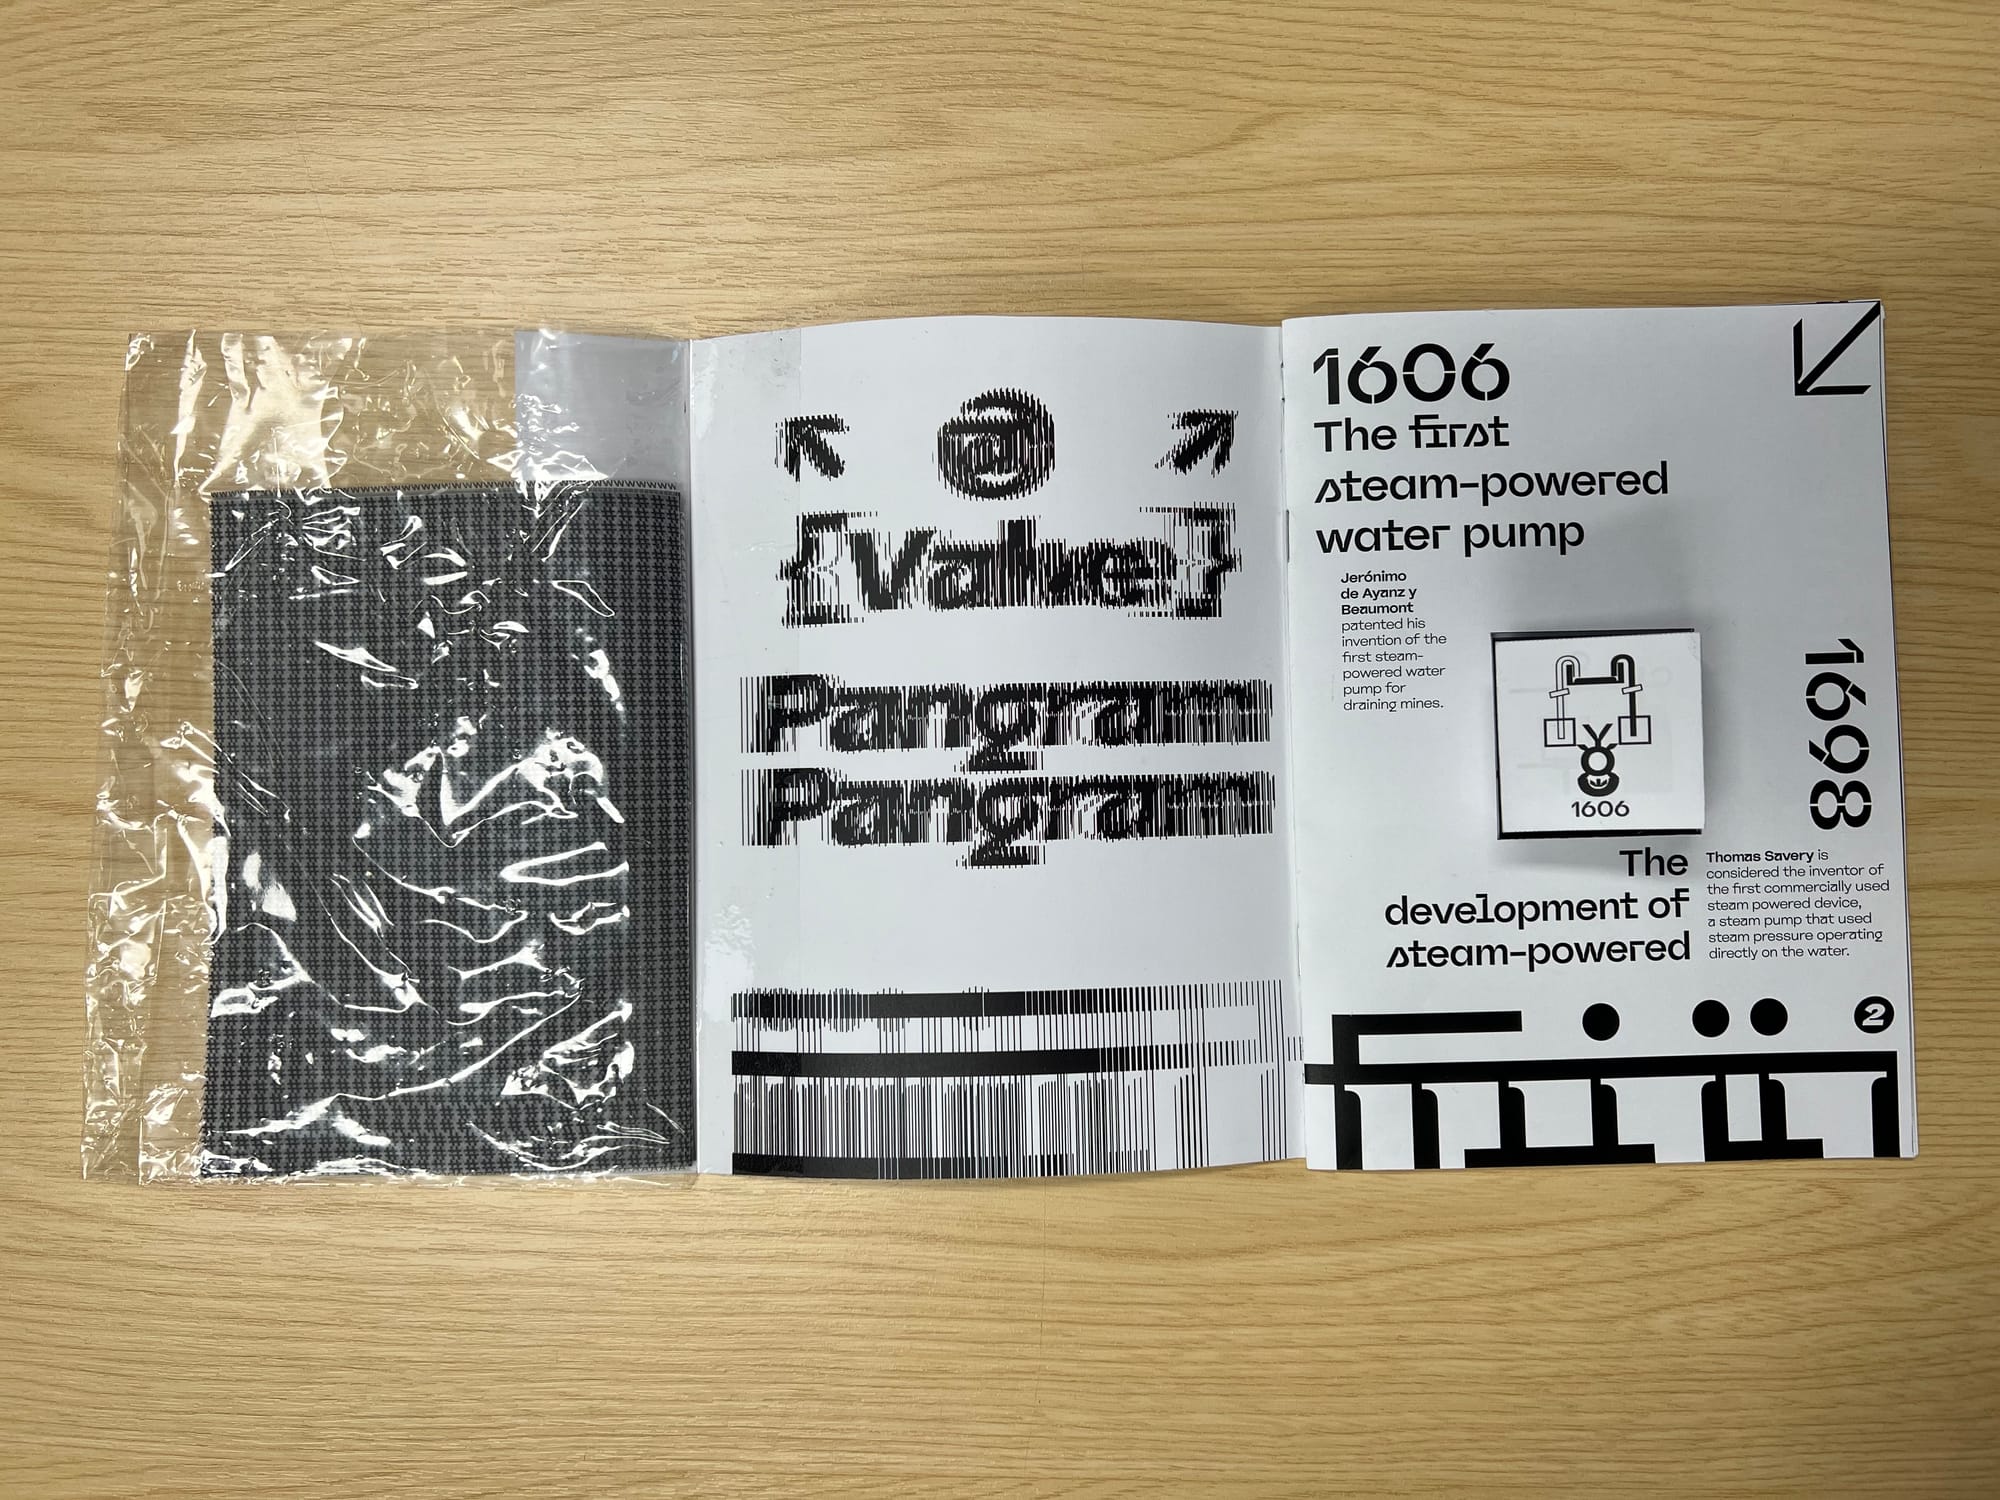 @
[Valve]
Pangram
Pangram
1606
The first
steam-powered
water pump
Jerónimo
de Ayanz y
Beaumont
patented his
invention of the
first steam-
powered water
pump for
draining mines.
1606
1698
The
development of
steam-powered
Thomas Savery is
considered the inventor of
the first commercially used
steam powered device,
a steam pump that used
steam pressure operating
directly on the water.
2